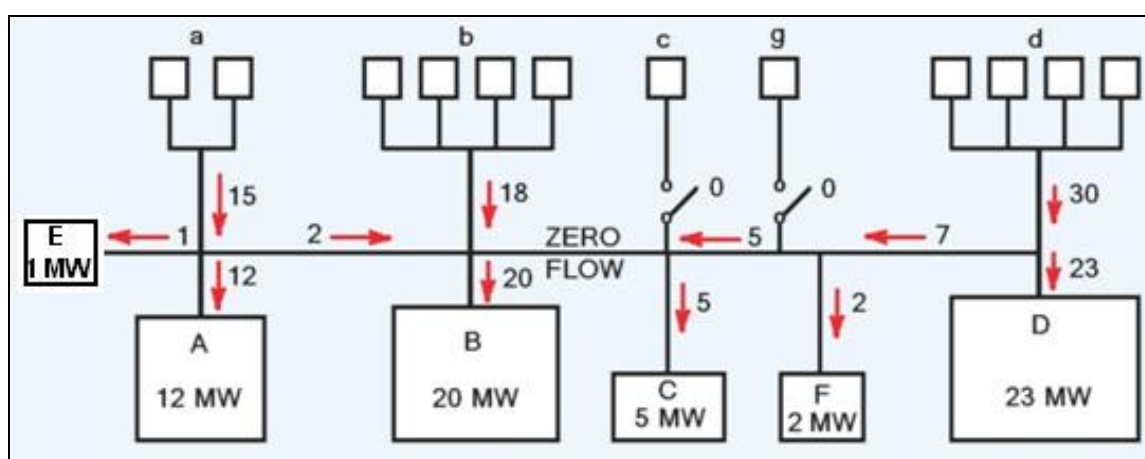 a b c g d
15 18 0 0 30
E
1 MW
1 2 ZERO 5 7
FLOW
12 20 5 2 23
A
12 MW
B
20 MW
C
5 MW
F
2 MW
D
23 MW